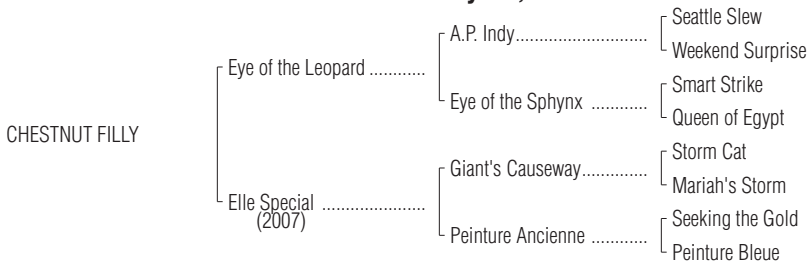 Seattle Slew
A.P. Indy...........................
Weekend Surprise
Eye of the Leopard ............
Smart Strike
Eye of the Sphynx ............
Queen of Egypt
CHESTNUT FILLY
Storm Cat
Giant's Causeway..............
Mariah's Storm
Elle Special ......................
(2007)
Seeking the Gold
Peinture Ancienne ............
Peinture Bleue